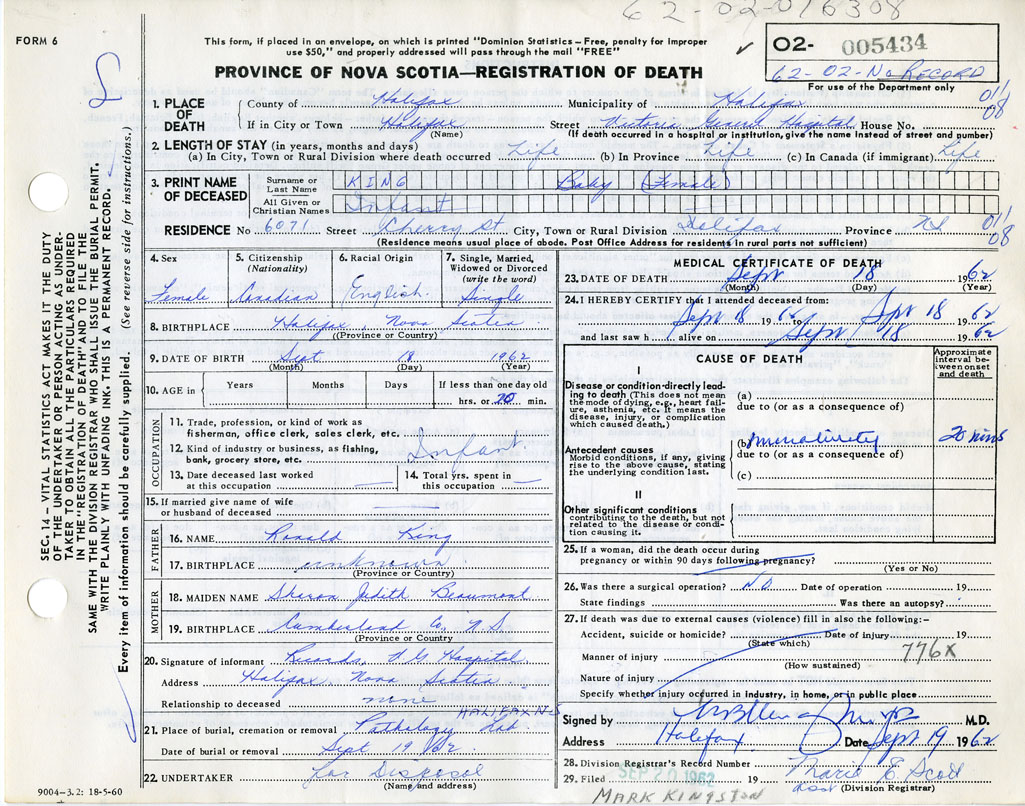 62-02-016308
FORM 6
This form, if placed in an envelope, on which is printed "Dominion Statistics – Free, penalty for improper
use $50," and properly addressed will pass through the mail "FREE"
02- 005434
62-02-No RECORD
For use of the Department only
PROVINCE OF NOVA SCOTIA—REGISTRATION OF DEATH
1. PLACE OF DEATH
County of Halifax Municipality of Halifax
01/08
If in City or Town Halifax Street Victoria General Hospital House No.
(Name) (If death occurred in a hospital or institution, give the name instead of street and number)
2. LENGTH OF STAY (in years, months and days)
(a) In City, Town or Rural Division where death occurred Life (b) In Province Life (c) In Canada (if immigrant) Life
3. PRINT NAME OF DECEASED
Surname or Last Name KING Baby (Female)
All Given or Christian Names Infant
RESIDENCE No. 6071 Street Cherry St. City, Town or Rural Division Halifax Province NS
01/08
(Residence means usual place of abode. Post Office Address for residents in rural parts not sufficient)
4. Sex Female
5. Citizenship (Nationality) Canadian
6. Racial Origin English.
7. Single, Married, Widowed or Divorced (write the word) Single
8. BIRTHPLACE Halifax, Nova Scotia
(Province or Country)
9. DATE OF BIRTH Sept 18 1962
(Month) (Day) (Year)
10. AGE in Years Months Days If less than one day old
hrs. or 20 min.
OCCUPATION
11. Trade, profession, or kind of work as
fisherman, office clerk, sales clerk, etc.
12. Kind of industry or business, as fishing,
bank, grocery store, etc.
Infant
13. Date deceased last worked
at this occupation
14. Total yrs. spent in
this occupation
15. If married give name of wife
or husband of deceased
FATHER
16. NAME Ronald King
17. BIRTHPLACE unknown
(Province or Country)
MOTHER
18. MAIDEN NAME Sharon Judith Beaumont
19. BIRTHPLACE Cumberland Co, N.S
(Province or Country
20. Signature of informant Records, V G Hospital
Address Halifax, Nova Scotia
Relationship to deceased none
HALIFAX N-S
21. Place of burial, cremation or removal Pathology Lab
Date of burial or removal Sept 19/62
22. UNDERTAKER For Disposal
(Name and address)
9004–3.2: 18-5-60
MEDICAL CERTIFICATE OF DEATH
23. DATE OF DEATH Sept 18 1962
(Month) (Day) (Year)
24. I HEREBY CERTIFY that I attended deceased from:
Sept 18 1962 Sept 18 1962
and last saw h alive on Sept 18 1962
CAUSE OF DEATH
Approximate interval between onset and death
I
Disease or condition directly leading to death (This does not mean the mode of dying, e.g., heart failure, asthenia, etc. It means the disease, injury, or complication which caused death.)
(a)
due to (or as a consequence of)
Antecedent causes
Morbid conditions, if any, giving rise to the above cause, stating the underlying condition last.
(b) Immaturity 20 mins
due to (or as a consequence of)
(c)
II
Other significant conditions
contributing to the death, but not related to the disease or condition causing it.
25. If a woman, did the death occur during
pregnancy or within 90 days following pregnancy?
(Yes or No)
26. Was there a surgical operation? No Date of operation 19
State findings Was there an autopsy?
27. If death was due to external causes (violence) fill in also the following:–
Accident, suicide or homicide? Date of injury 19
(State which)
776X
Manner of injury
(How sustained)
Nature of injury
Specify whether injury occurred in industry, in home, or in public place
Signed by M.D.
Address Halifax Date Sept 19 1962
28. Division Registrar's Record Number
29. Filed SEP 20 1962 19 Marie E Scott
asst (Division Registrar)
MARK KINGSTON
SEC. 14 – VITAL STATISTICS ACT MAKES IT THE DUTY
OF THE UNDERTAKER OR PERSON ACTING AS UNDER-
TAKER TO OBTAIN ALL THE PARTICULARS REQUIRED
IN THE "REGISTRATION OF DEATH" AND TO FILE THE
SAME WITH THE DIVISION REGISTRAR WHO SHALL ISSUE THE BURIAL PERMIT.
WRITE PLAINLY WITH UNFADING INK. THIS IS A PERMANENT RECORD.
Every item of information should be carefully supplied. (See reverse side for instructions.)